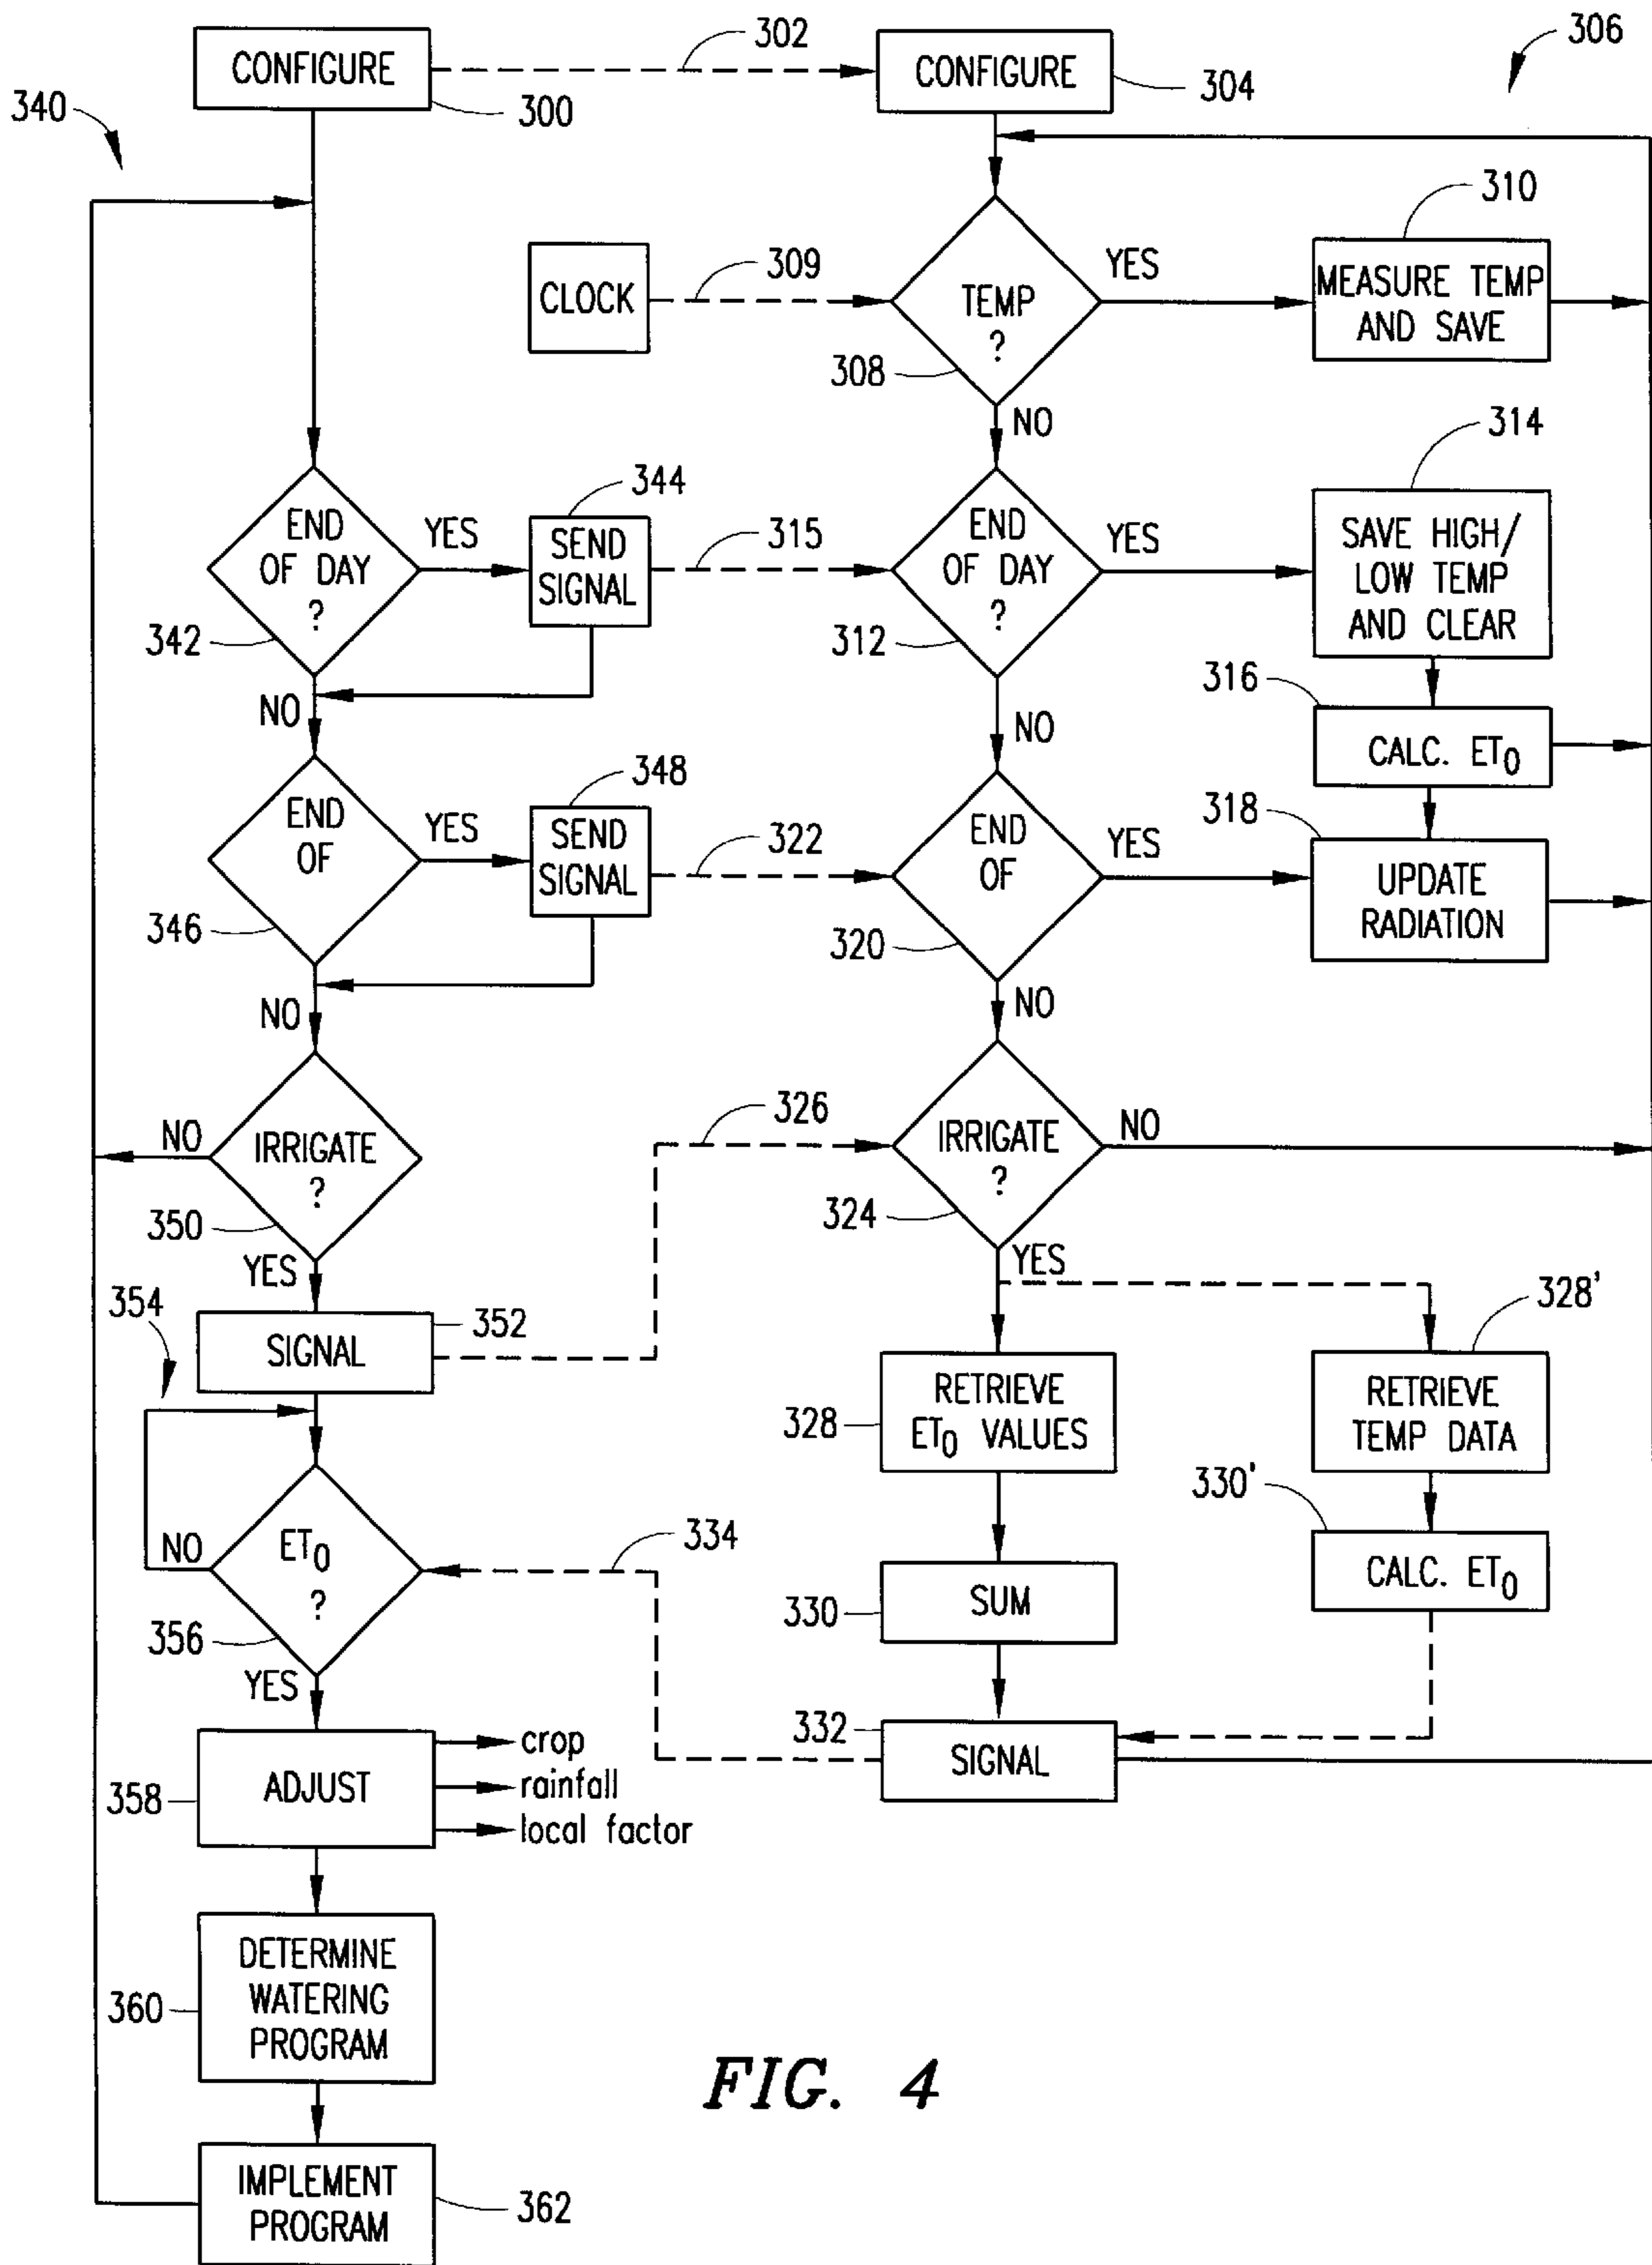 CONFIGURE
300
302
CONFIGURE
304
306
340
CLOCK
309
TEMP
?
308
YES
NO
310
MEASURE TEMP
AND SAVE
END
OF DAY
?
342
YES
NO
344
SEND
SIGNAL
315
END
OF DAY
?
312
YES
NO
314
SAVE HIGH/
LOW TEMP
AND CLEAR
316
CALC. ET0
318
UPDATE
RADIATION
END
OF
346
YES
NO
348
SEND
SIGNAL
322
END
OF
320
YES
NO
IRRIGATE
?
350
NO
YES
326
IRRIGATE
?
324
NO
YES
354
SIGNAL
352
328
RETRIEVE
ET0 VALUES
328'
RETRIEVE
TEMP DATA
330'
CALC. ET0
ET0
?
356
NO
YES
334
330
SUM
332
SIGNAL
358
ADJUST
crop
rainfall
local factor
360
DETERMINE
WATERING
PROGRAM
IMPLEMENT
PROGRAM
362
FIG. 4